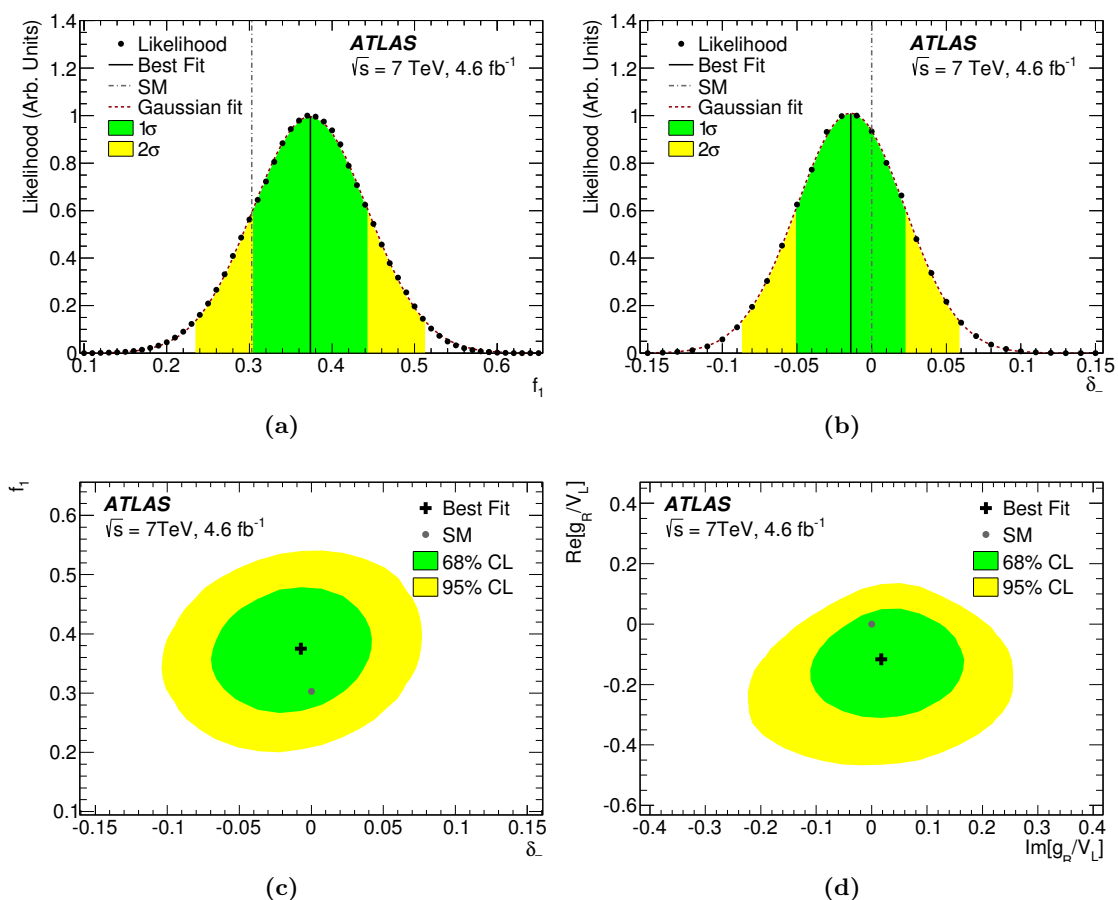 Likelihood (Arb. Units)
1.4
1.2
1
0.8
0.6
0.4
0.2
0
Likelihood
Best Fit
SM
Gaussian fit
1σ
2σ
ATLAS
√s = 7 TeV, 4.6 fb⁻¹
0.1 0.2 0.3 0.4 0.5 0.6
f₁
(a)
Likelihood (Arb. Units)
1.4
1.2
1
0.8
0.6
0.4
0.2
0
Likelihood
Best Fit
SM
Gaussian fit
1σ
2σ
ATLAS
√s = 7 TeV, 4.6 fb⁻¹
-0.15 -0.1 -0.05 0 0.05 0.1 0.15
δ₋
(b)
f₁
0.6
0.5
0.4
0.3
0.2
0.1
ATLAS
√s = 7TeV, 4.6 fb⁻¹
Best Fit
SM
68% CL
95% CL
-0.15 -0.1 -0.05 0 0.05 0.1 0.15
δ₋
(c)
Re[g_R/V_L]
0.4
0.2
0
-0.2
-0.4
-0.6
ATLAS
√s = 7TeV, 4.6 fb⁻¹
Best Fit
SM
68% CL
95% CL
-0.4 -0.3 -0.2 -0.1 0 0.1 0.2 0.3 0.4
Im[g_R/V_L]
(d)